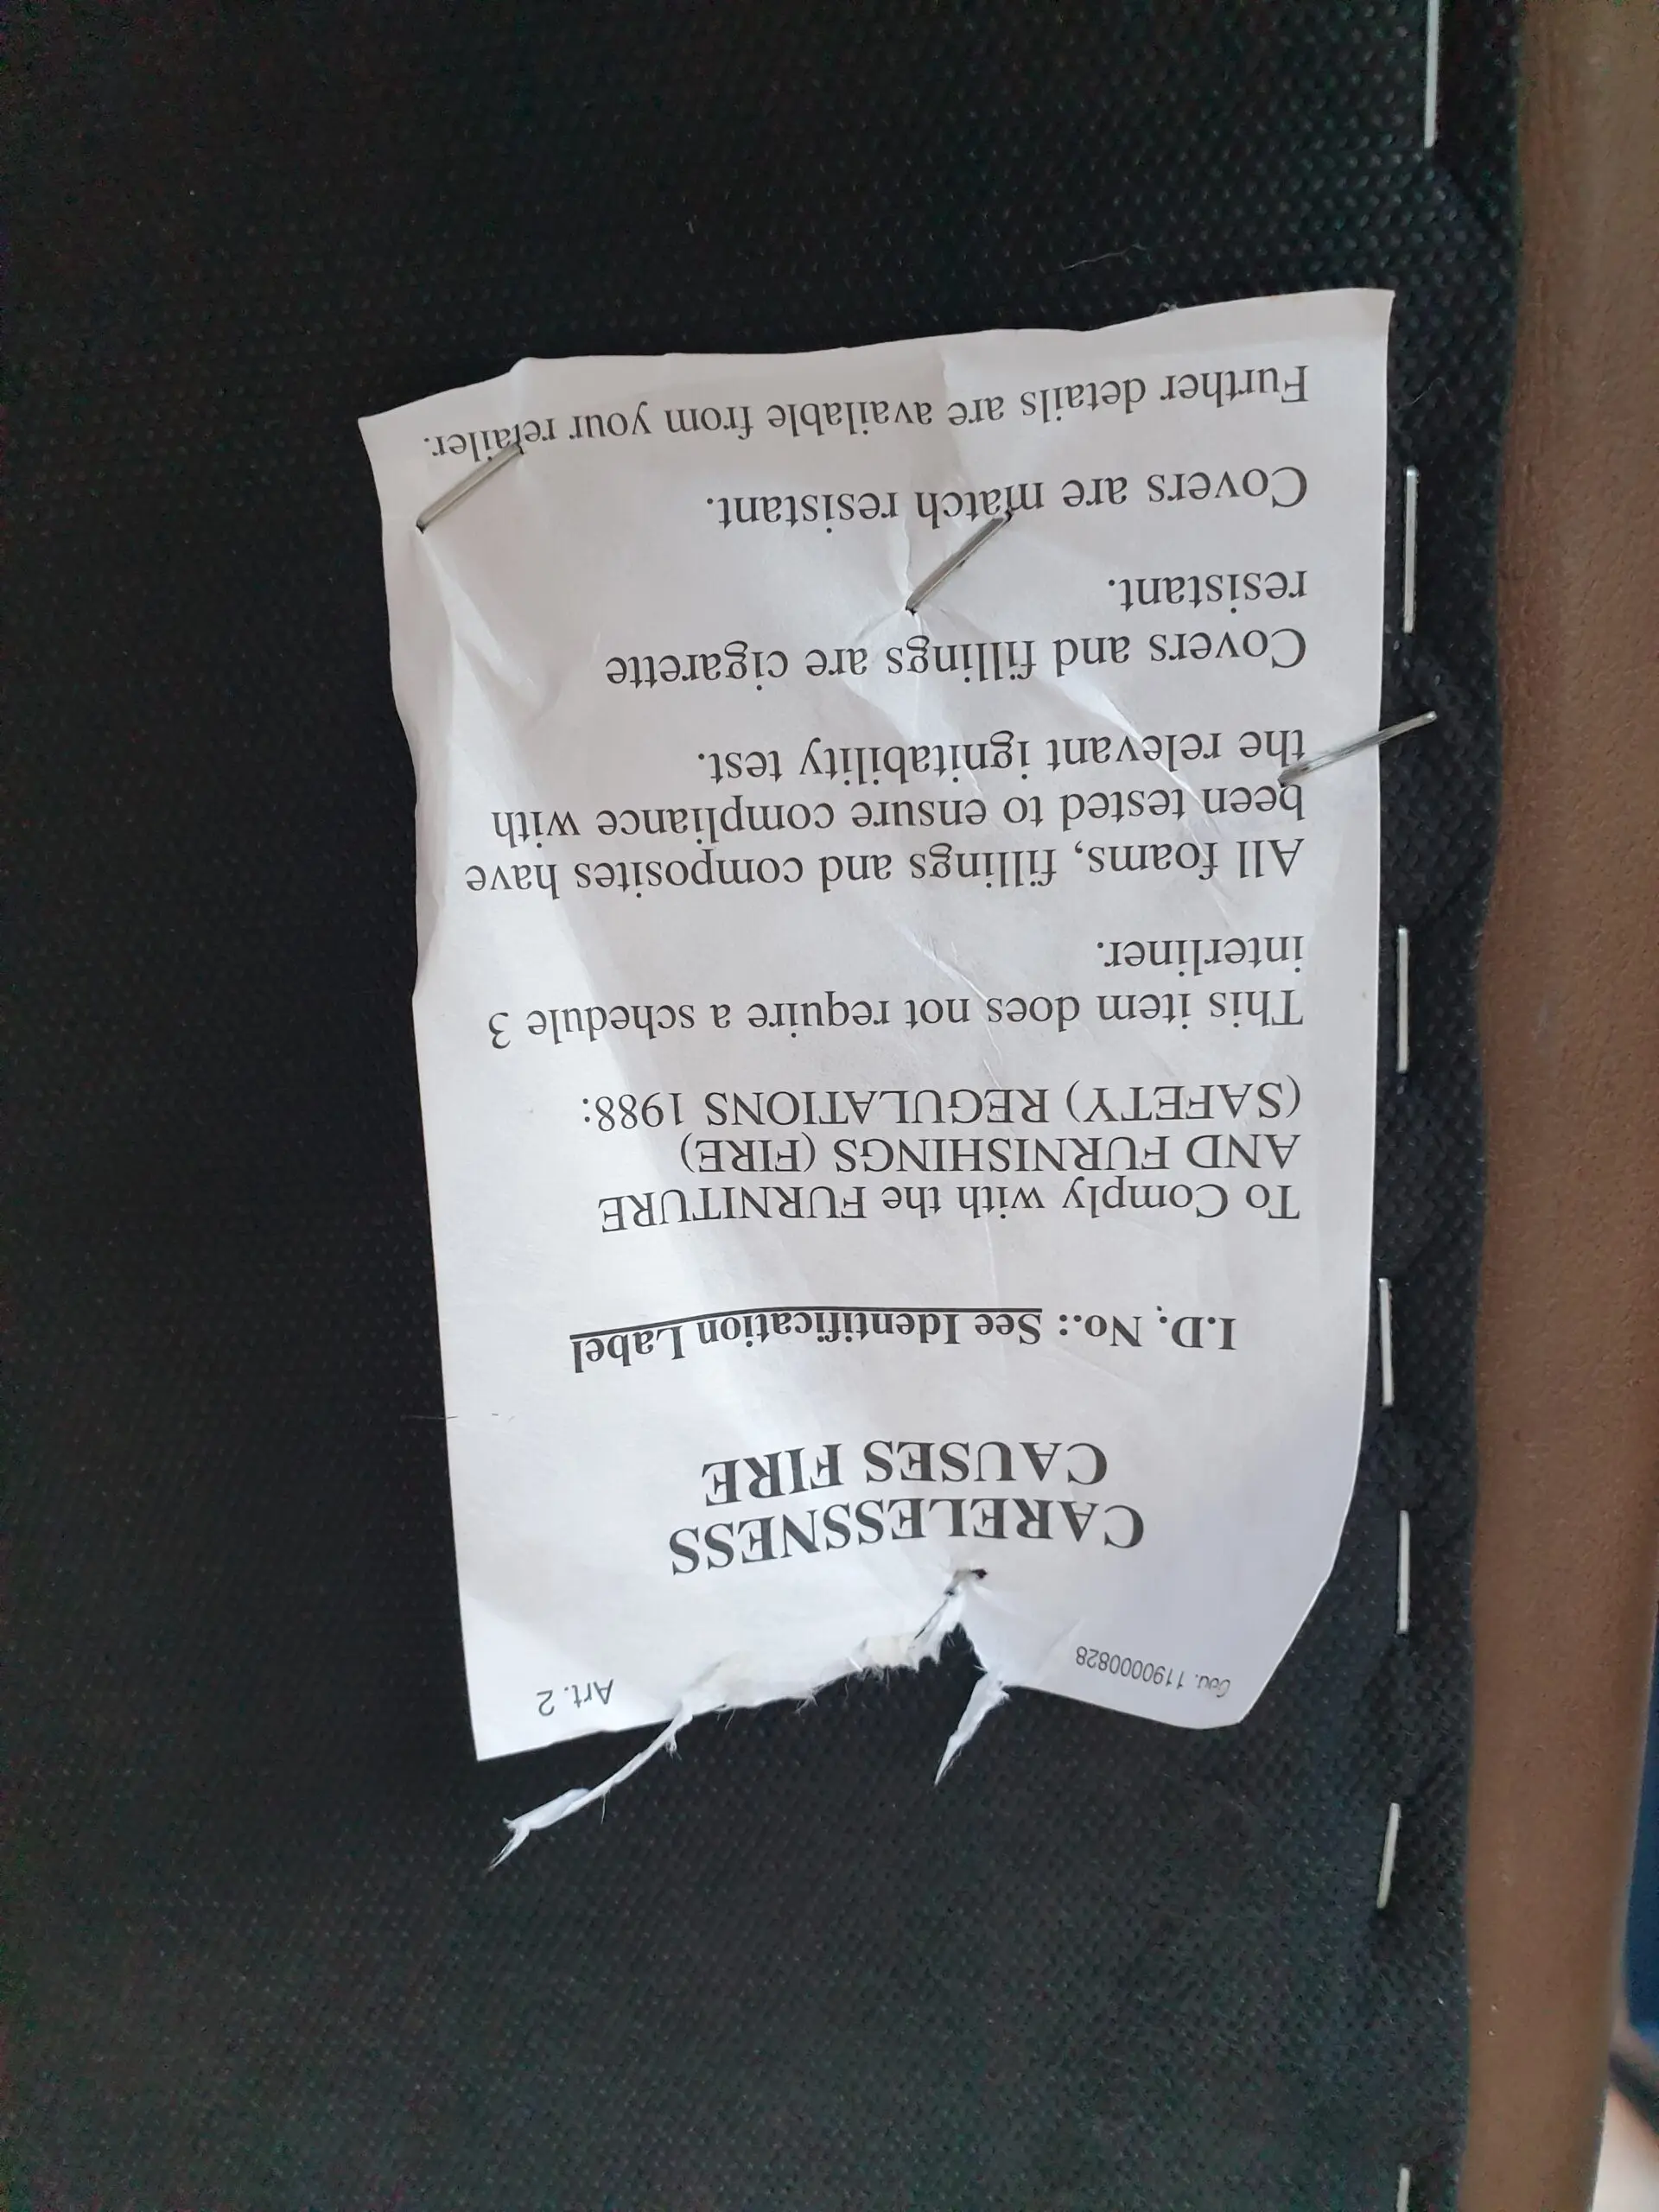 Cod. 1190000828
Art. 2
CARELESSNESS
CAUSES FIRE
I.D. No.: See Identification Label
To Comply with the FURNITURE
AND FURNISHINGS (FIRE)
(SAFETY) REGULATIONS 1988:
This item does not require a schedule 3
interliner.
All foams, fillings and composites have
been tested to ensure compliance with
the relevant ignitability test.
Covers and fillings are cigarette
resistant.
Covers are match resistant.
Further details are available from your retailer.